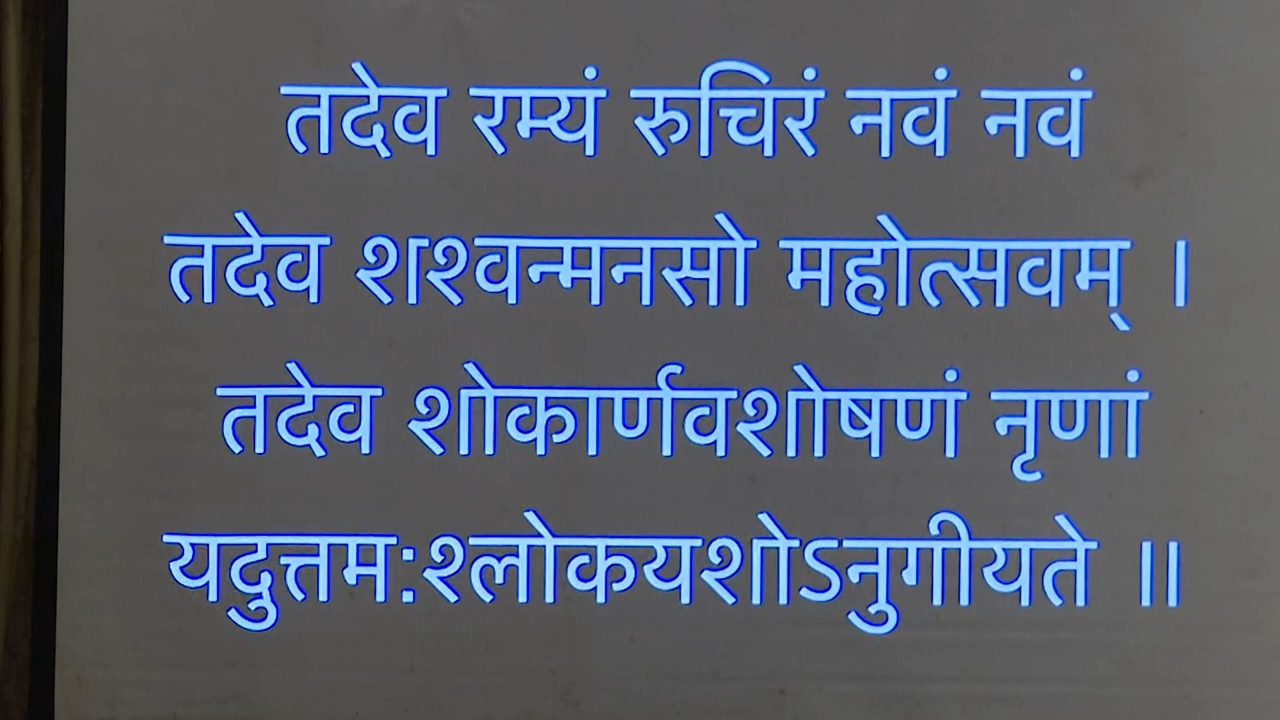 तदेव रम्यं रुचिरं नवं नवं
तदेव शश्वन्मनसो महोत्सवम् ।
तदेव शोकार्णवशोषणं नृणां
यदुत्तम:श्लोकयशोऽनुगीयते ॥